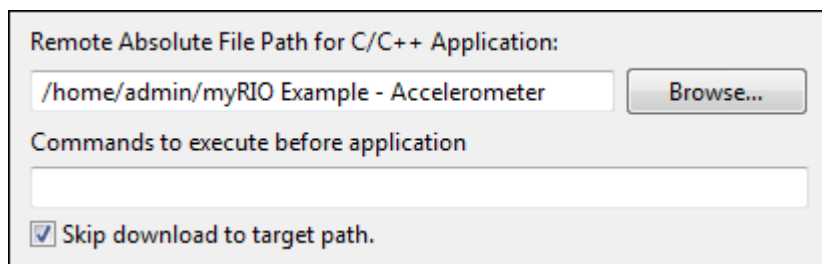 Remote Absolute File Path for C/C++ Application:
/home/admin/myRIO Example - Accelerometer Browse...
Commands to execute before application
Skip download to target path.